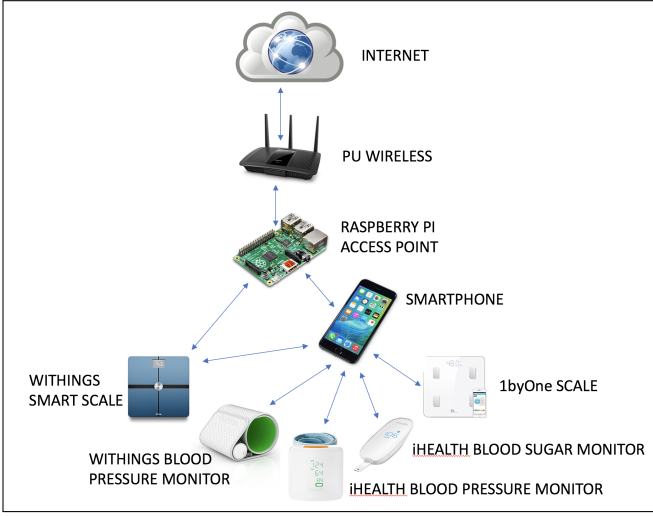 INTERNET
PU WIRELESS
RASPBERRY PI
ACCESS POINT
SMARTPHONE
WITHINGS
SMART SCALE
1byOne SCALE
WITHINGS BLOOD
PRESSURE MONITOR
iHEALTH BLOOD SUGAR MONITOR
iHEALTH BLOOD PRESSURE MONITOR